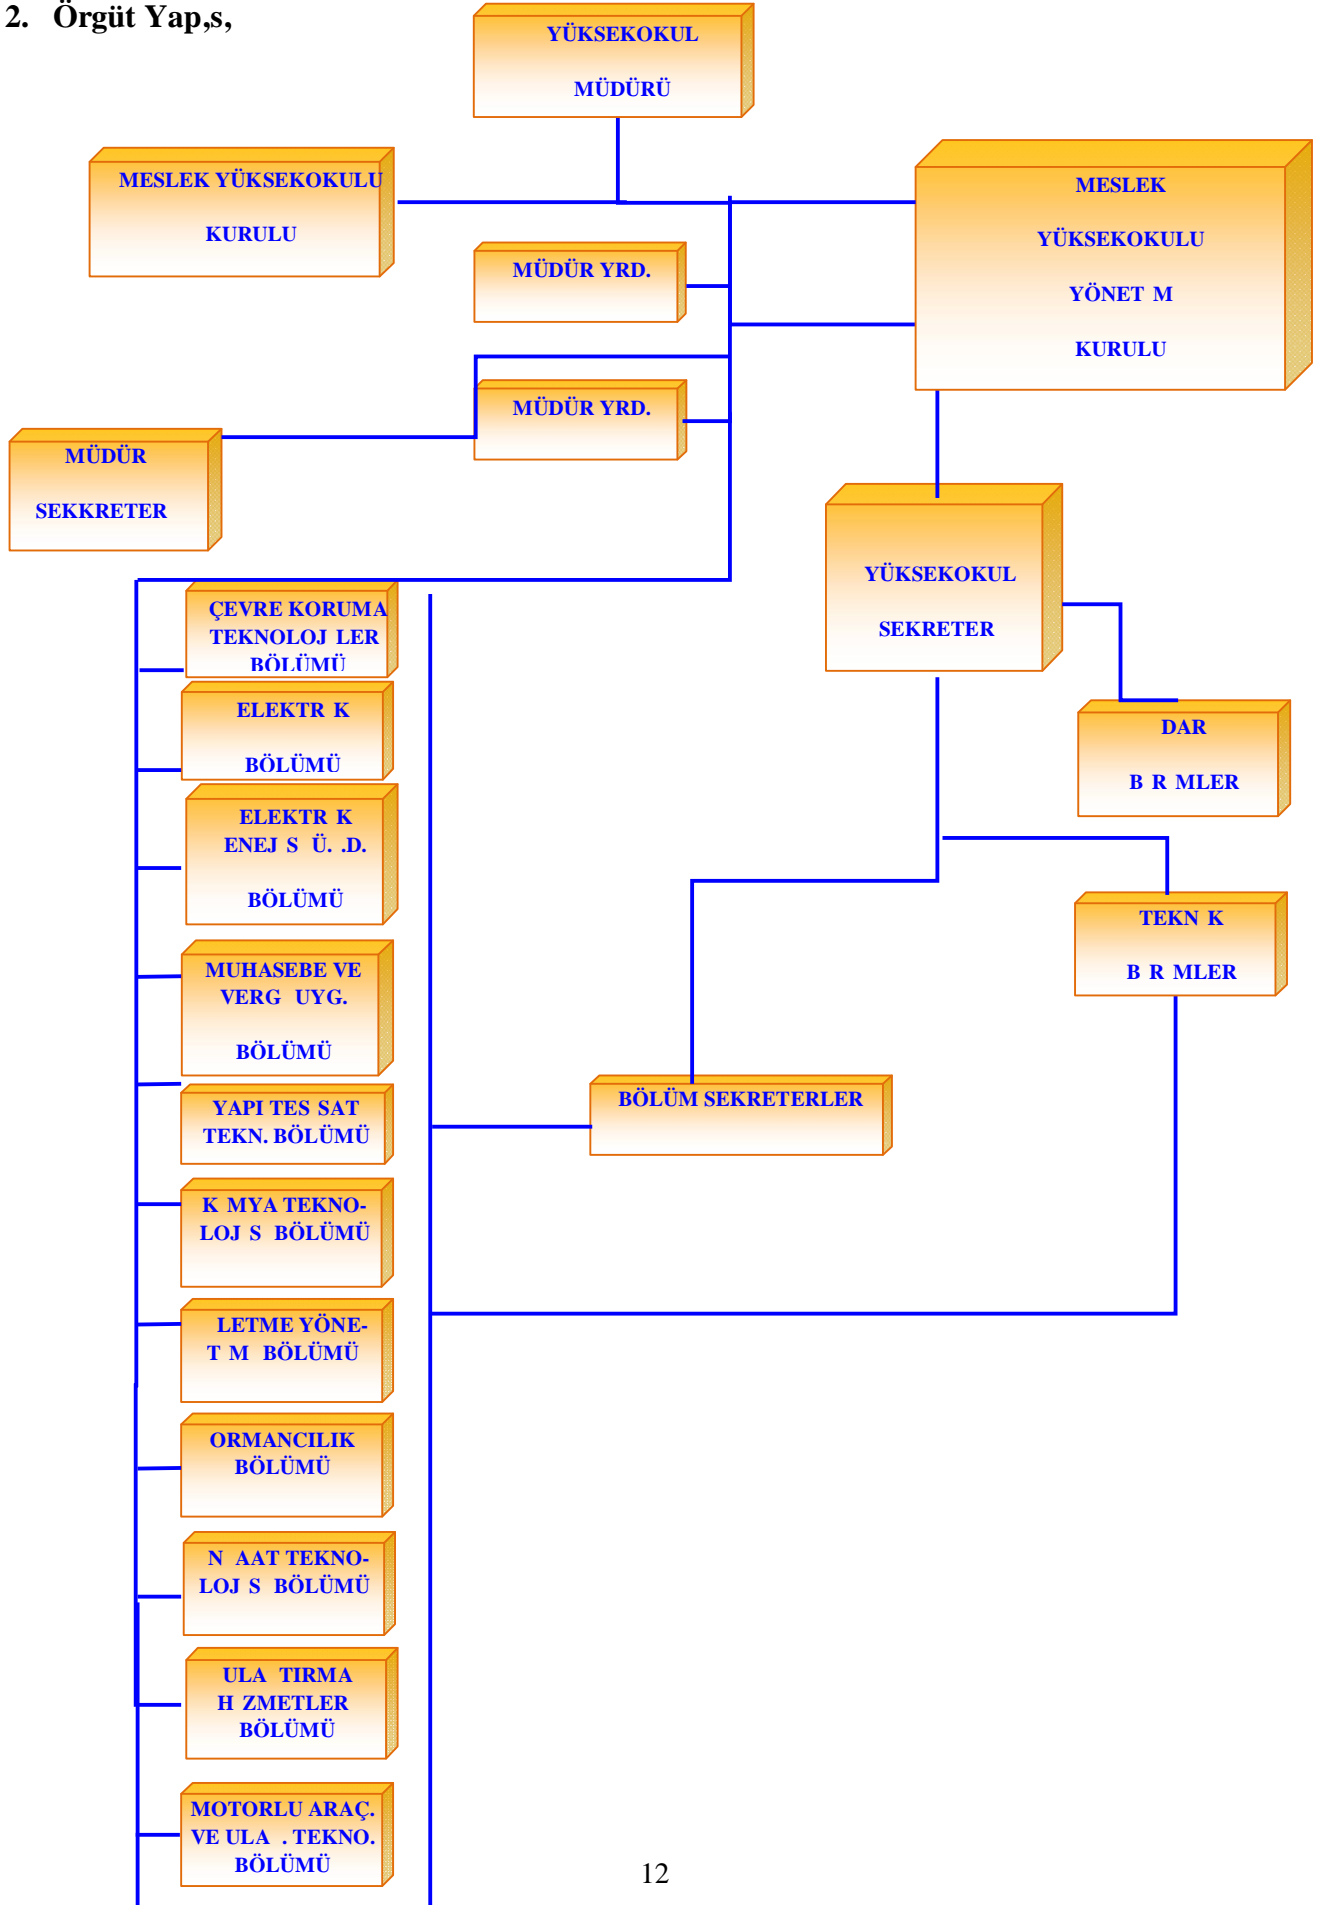 2. Örgüt Yap,s,
YÜKSEKOKUL
MÜDÜRÜ
MESLEK YÜKSEKOKULU
KURULU
MESLEK
YÜKSEKOKULU
YÖNET M
KURULU
MÜDÜR YRD.
MÜDÜR YRD.
MÜDÜR
SEKKRETER
YÜKSEKOKUL
SEKRETER
DAR
B R MLER
TEKN K
B R MLER
BÖLÜM SEKRETERLER
ÇEVRE KORUMA
TEKNOLOJ LER
BÖLÜMÜ
ELEKTR K
BÖLÜMÜ
ELEKTR K
ENEJ S Ü. .D.
BÖLÜMÜ
MUHASEBE VE
VERG UYG.
BÖLÜMÜ
YAPI TES SAT
TEKN. BÖLÜMÜ
K MYA TEKNO-
LOJ S BÖLÜMÜ
LETME YÖNE-
T M BÖLÜMÜ
ORMANCILIK
BÖLÜMÜ
N AAT TEKNO-
LOJ S BÖLÜMÜ
ULA TIRMA
H ZMETLER
BÖLÜMÜ
MOTORLU ARAÇ.
VE ULA . TEKNO.
BÖLÜMÜ
12